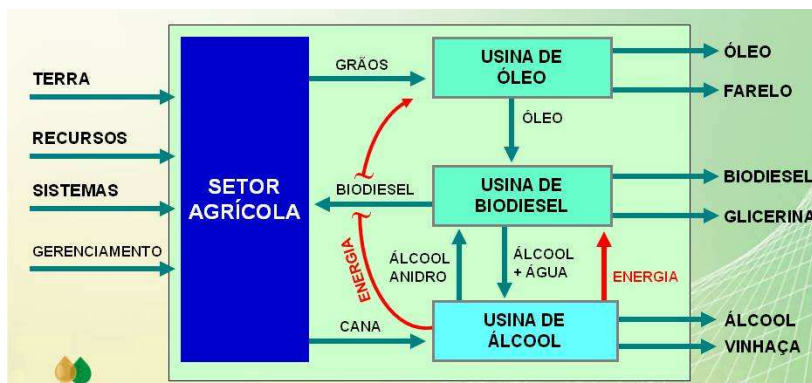 TERRA
RECURSOS
SISTEMAS
GERENCIAMENTO
SETOR
AGRÍCOLA
GRÃOS
BIODIESEL
ENERGIA
CANA
USINA DE
ÓLEO
ÓLEO
USINA DE
BIODIESEL
ÁLCOOL
ANIDRO
ÁLCOOL
+ ÁGUA
ENERGIA
USINA DE
ÁLCOOL
ÓLEO
FARELO
BIODIESEL
GLICERINA
ÁLCOOL
VINHAÇA